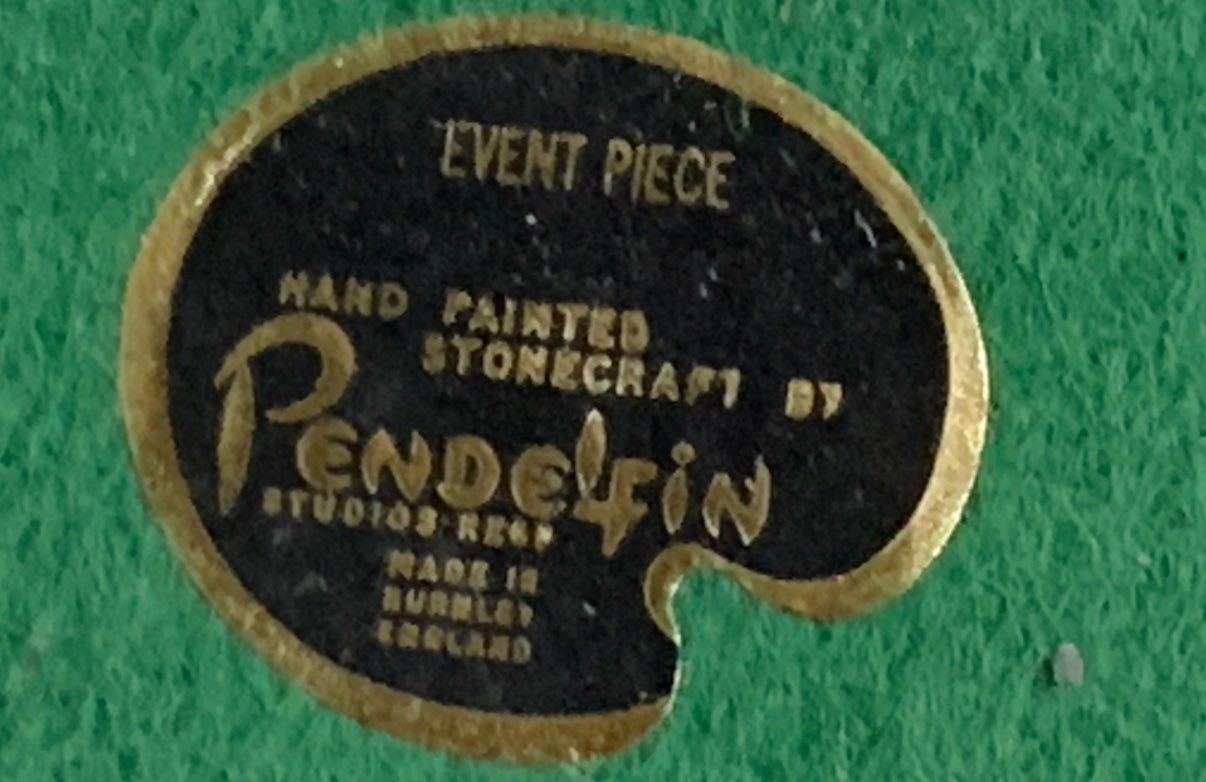 EVENT PIECE
HAND PAINTED
STONECRAFT BY
PENDELFIN
STUDIOS REGD
MADE IN
BURNLEY
ENGLAND